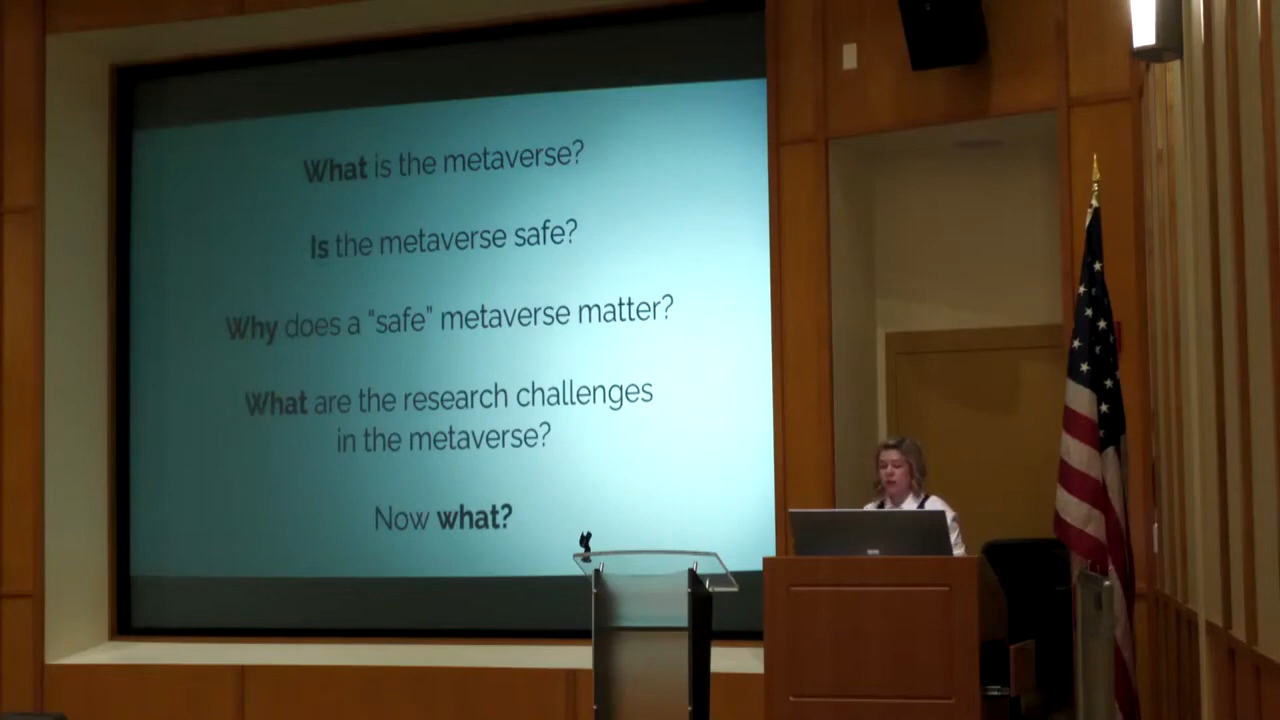 What is the metaverse?
Is the metaverse safe?
Why does a "safe" metaverse matter?
What are the research challenges
in the metaverse?
Now what?